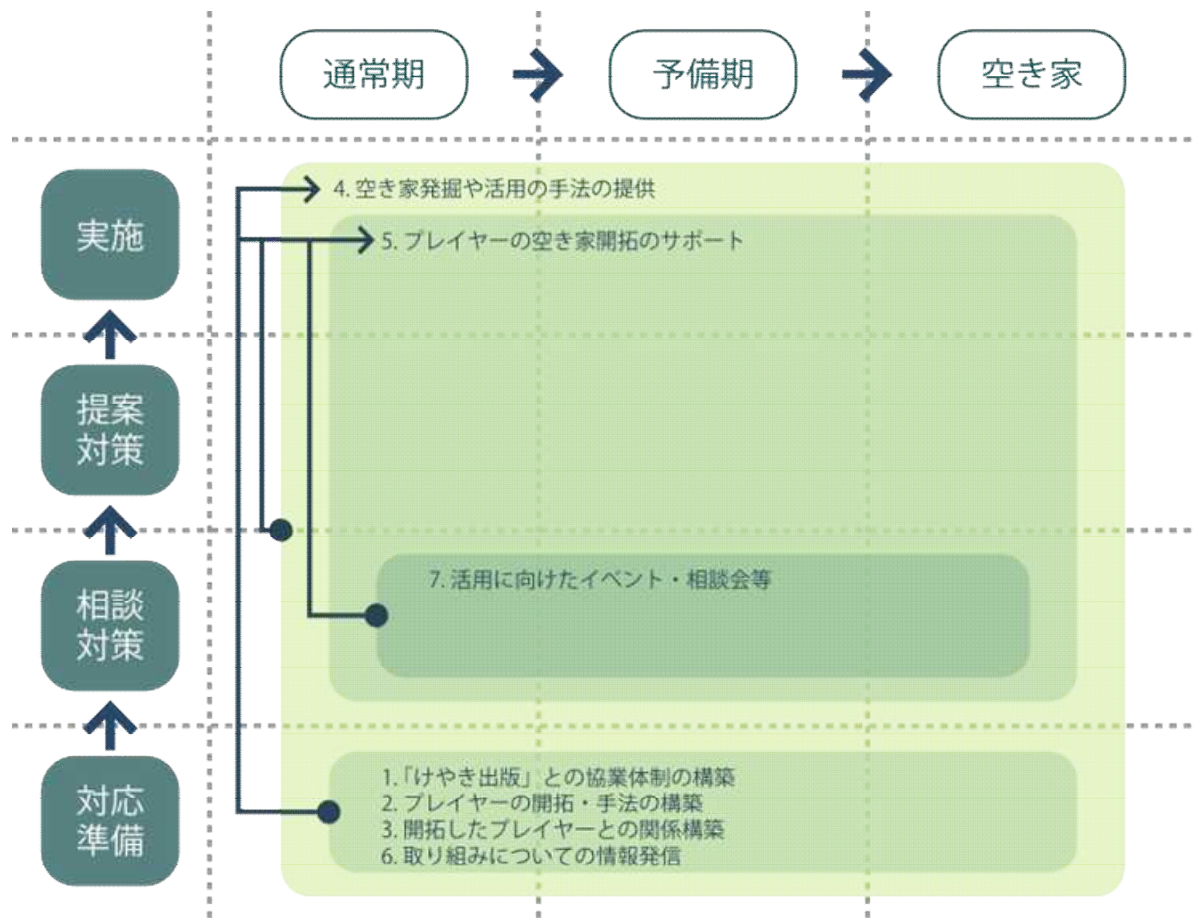 通常期
予備期
空き家
実施
4. 空き家発掘や活用の手法の提供
5. プレイヤーの空き家開拓のサポート
提案
対策
相談
対策
7. 活用に向けたイベント・相談会等
対応
準備
1.「けやき出版」との協業体制の構築
2. プレイヤーの開拓・手法の構築
3. 開拓したプレイヤーとの関係構築
6. 取り組みについての情報発信